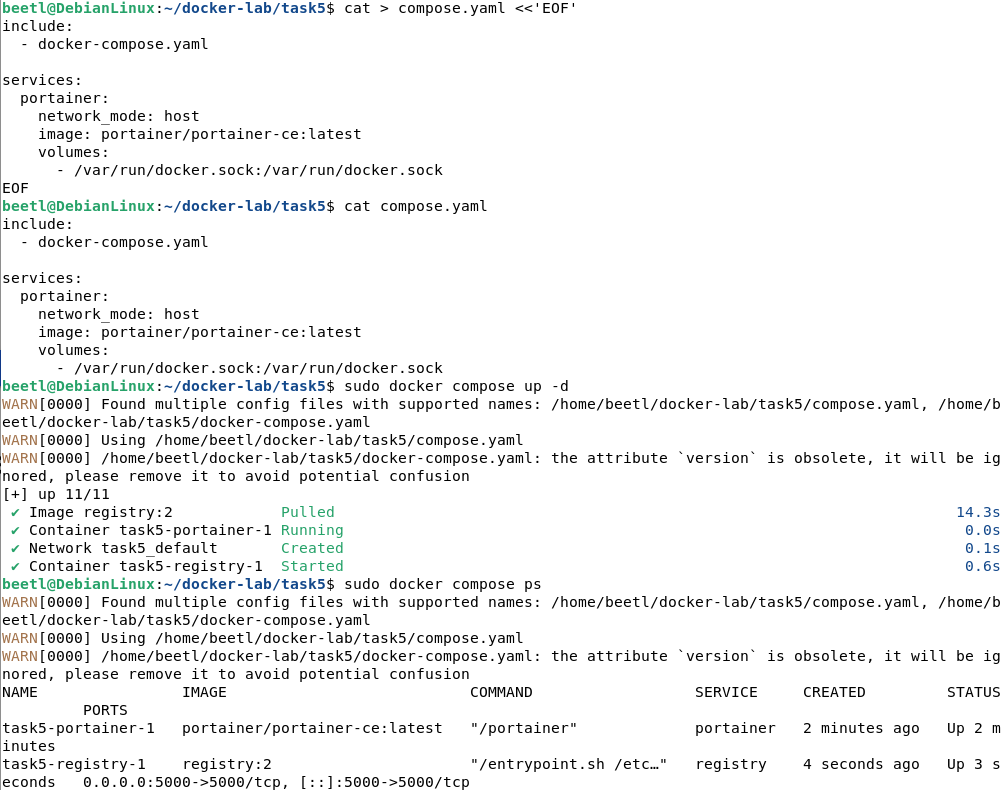 beetl@DebianLinux:~/docker-lab/task5$ cat > compose.yaml <<'EOF'
include:
  - docker-compose.yaml

services:
  portainer:
    network_mode: host
    image: portainer/portainer-ce:latest
    volumes:
      - /var/run/docker.sock:/var/run/docker.sock
EOF
beetl@DebianLinux:~/docker-lab/task5$ cat compose.yaml
include:
  - docker-compose.yaml

services:
  portainer:
    network_mode: host
    image: portainer/portainer-ce:latest
    volumes:
      - /var/run/docker.sock:/var/run/docker.sock
beetl@DebianLinux:~/docker-lab/task5$ sudo docker compose up -d
WARN[0000] Found multiple config files with supported names: /home/beetl/docker-lab/task5/compose.yaml, /home/b
eetl/docker-lab/task5/docker-compose.yaml
WARN[0000] Using /home/beetl/docker-lab/task5/compose.yaml
WARN[0000] /home/beetl/docker-lab/task5/docker-compose.yaml: the attribute `version` is obsolete, it will be ig
nored, please remove it to avoid potential confusion
[+] up 11/11
 ✔ Image registry:2            Pulled                                                                     14.3s
 ✔ Container task5-portainer-1 Running                                                                     0.0s
 ✔ Network task5_default       Created                                                                     0.1s
 ✔ Container task5-registry-1  Started                                                                     0.6s
beetl@DebianLinux:~/docker-lab/task5$ sudo docker compose ps
WARN[0000] Found multiple config files with supported names: /home/beetl/docker-lab/task5/compose.yaml, /home/b
eetl/docker-lab/task5/docker-compose.yaml
WARN[0000] Using /home/beetl/docker-lab/task5/compose.yaml
WARN[0000] /home/beetl/docker-lab/task5/docker-compose.yaml: the attribute `version` is obsolete, it will be ig
nored, please remove it to avoid potential confusion
NAME                IMAGE                           COMMAND                  SERVICE     CREATED         STATUS
         PORTS
task5-portainer-1   portainer/portainer-ce:latest   "/portainer"             portainer   2 minutes ago   Up 2 m
inutes
task5-registry-1    registry:2                      "/entrypoint.sh /etc…"   registry    4 seconds ago   Up 3 s
econds   0.0.0.0:5000->5000/tcp, [::]:5000->5000/tcp